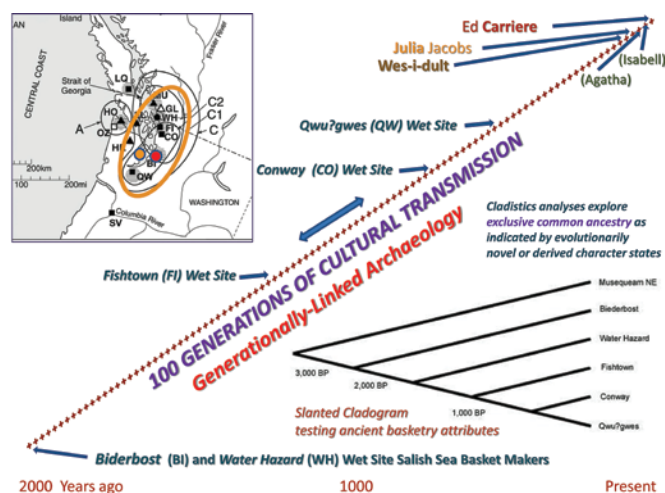 Island
AN
CENTRAL COAST
Fraser River
Strait of
Georgia
LQ
GL
WH
FI
CO
C2
C1
C
HO
OZ
A
BI
QW
200km
200mi
Columbia River
SV
WASHINGTON
Ed Carriere
Julia Jacobs
Wes-i-dult
(Isabell)
(Agatha)
Qwu?gwes (QW) Wet Site
Conway (CO) Wet Site
Fishtown (FI) Wet Site
100 GENERATIONS OF CULTURAL TRANSMISSION
Generationally-Linked Archaeology
Cladistics analyses explore
exclusive common ancestry as
indicated by evolutionarily
novel or derived character states
Musequeam NE
Biederbost
Water Hazard
Fishtown
Conway
Qwu?gwes
3,000 BP
2,000 BP
1,000 BP
Slanted Cladogram
testing ancient basketry attributes
Biderbost (BI) and Water Hazard (WH) Wet Site Salish Sea Basket Makers
2000 Years ago
1000
Present